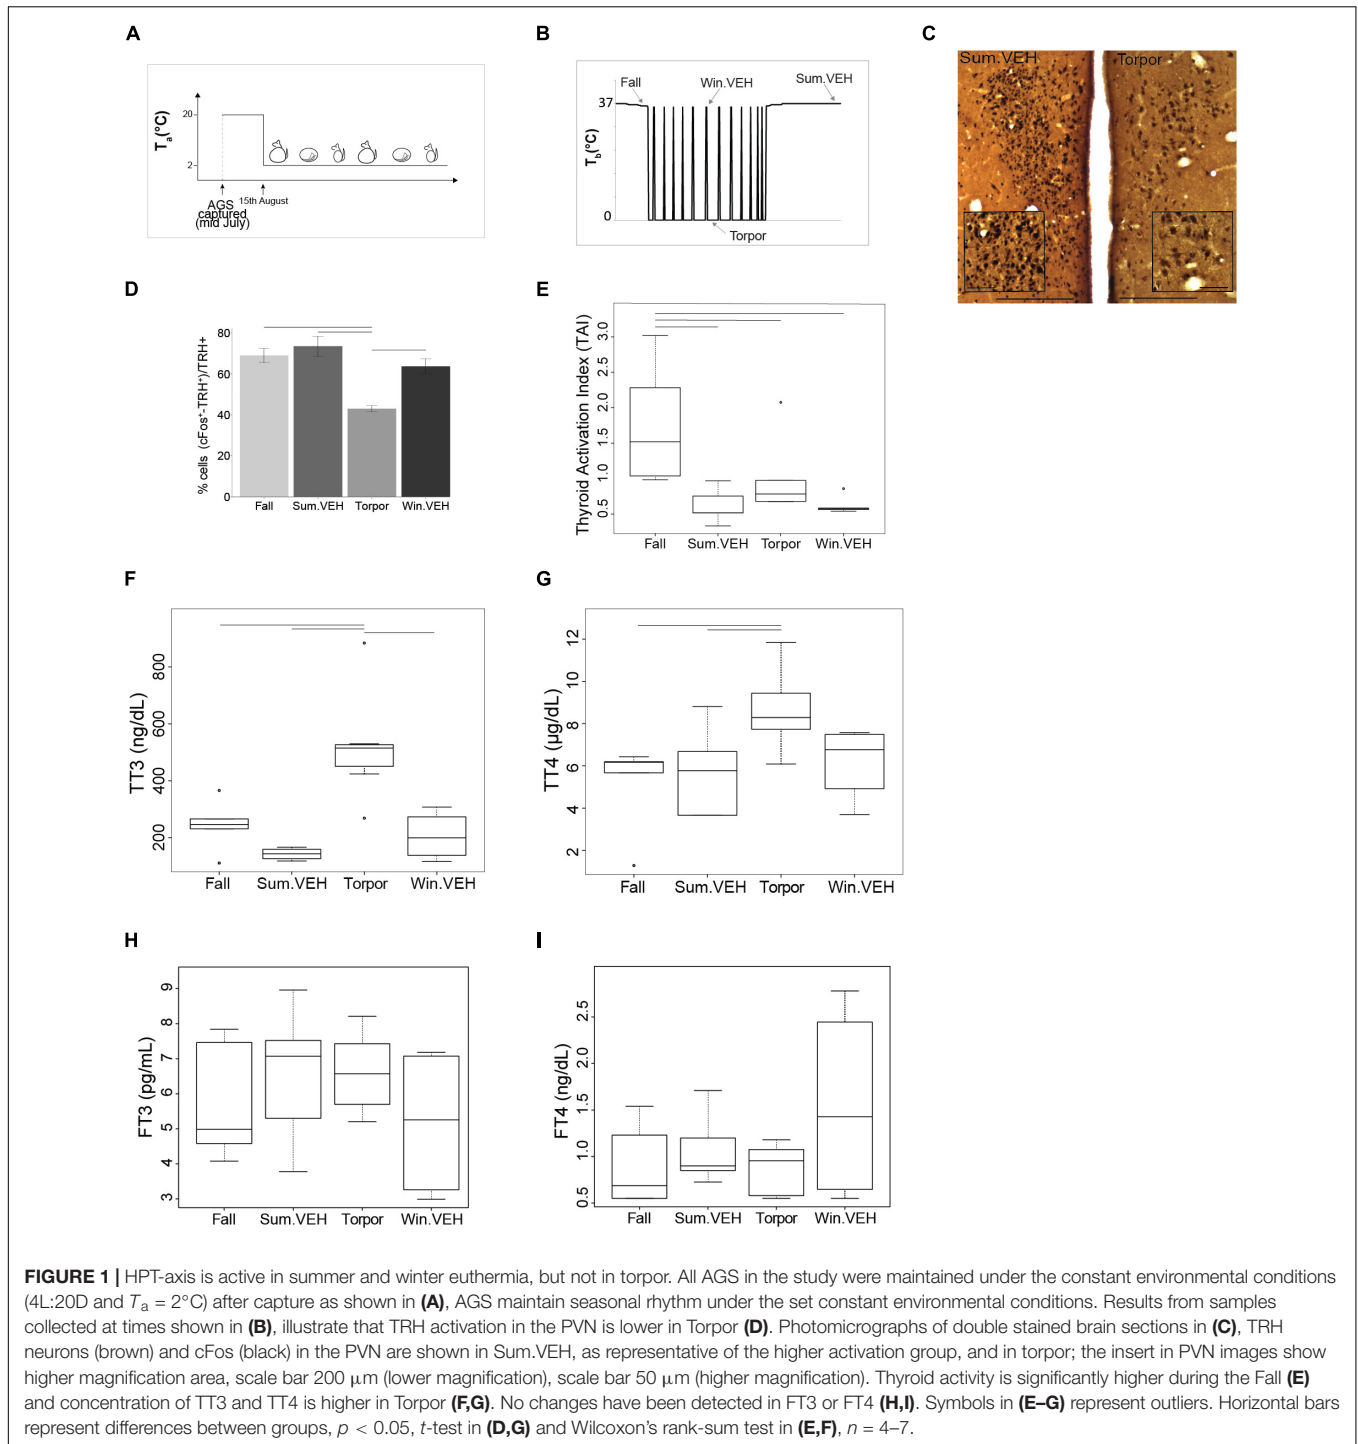 A
T_a(°C)
20
2
AGS
captured
(mid July)
15th August
B
T_b(°C)
37
0
Fall
Win.VEH
Sum.VEH
Torpor
C
Sum.VEH
Torpor
D
% cells (cFos⁺-TRH⁺)/TRH+
80
60
40
20
0
Fall Sum.VEH Torpor Win.VEH
E
Thyroid Activation Index (TAI)
3.0
2.5
2.0
1.5
1.0
0.5
Fall Sum.VEH Torpor Win.VEH
F
TT3 (ng/dL)
800
600
400
200
Fall Sum.VEH Torpor Win.VEH
G
TT4 (µg/dL)
12
10
8
6
4
2
Fall Sum.VEH Torpor Win.VEH
H
FT3 (pg/mL)
9
8
7
6
5
4
3
Fall Sum.VEH Torpor Win.VEH
I
FT4 (ng/dL)
2.5
2.0
1.5
1.0
0.5
Fall Sum.VEH Torpor Win.VEH
FIGURE 1 | HPT-axis is active in summer and winter euthermia, but not in torpor. All AGS in the study were maintained under the constant environmental conditions
(4L:20D and T_a = 2°C) after capture as shown in (A), AGS maintain seasonal rhythm under the set constant environmental conditions. Results from samples
collected at times shown in (B), illustrate that TRH activation in the PVN is lower in Torpor (D). Photomicrographs of double stained brain sections in (C), TRH
neurons (brown) and cFos (black) in the PVN are shown in Sum.VEH, as representative of the higher activation group, and in torpor; the insert in PVN images show
higher magnification area, scale bar 200 µm (lower magnification), scale bar 50 µm (higher magnification). Thyroid activity is significantly higher during the Fall (E)
and concentration of TT3 and TT4 is higher in Torpor (F,G). No changes have been detected in FT3 or FT4 (H,I). Symbols in (E–G) represent outliers. Horizontal bars
represent differences between groups, p < 0.05, t-test in (D,G) and Wilcoxon's rank-sum test in (E,F), n = 4–7.